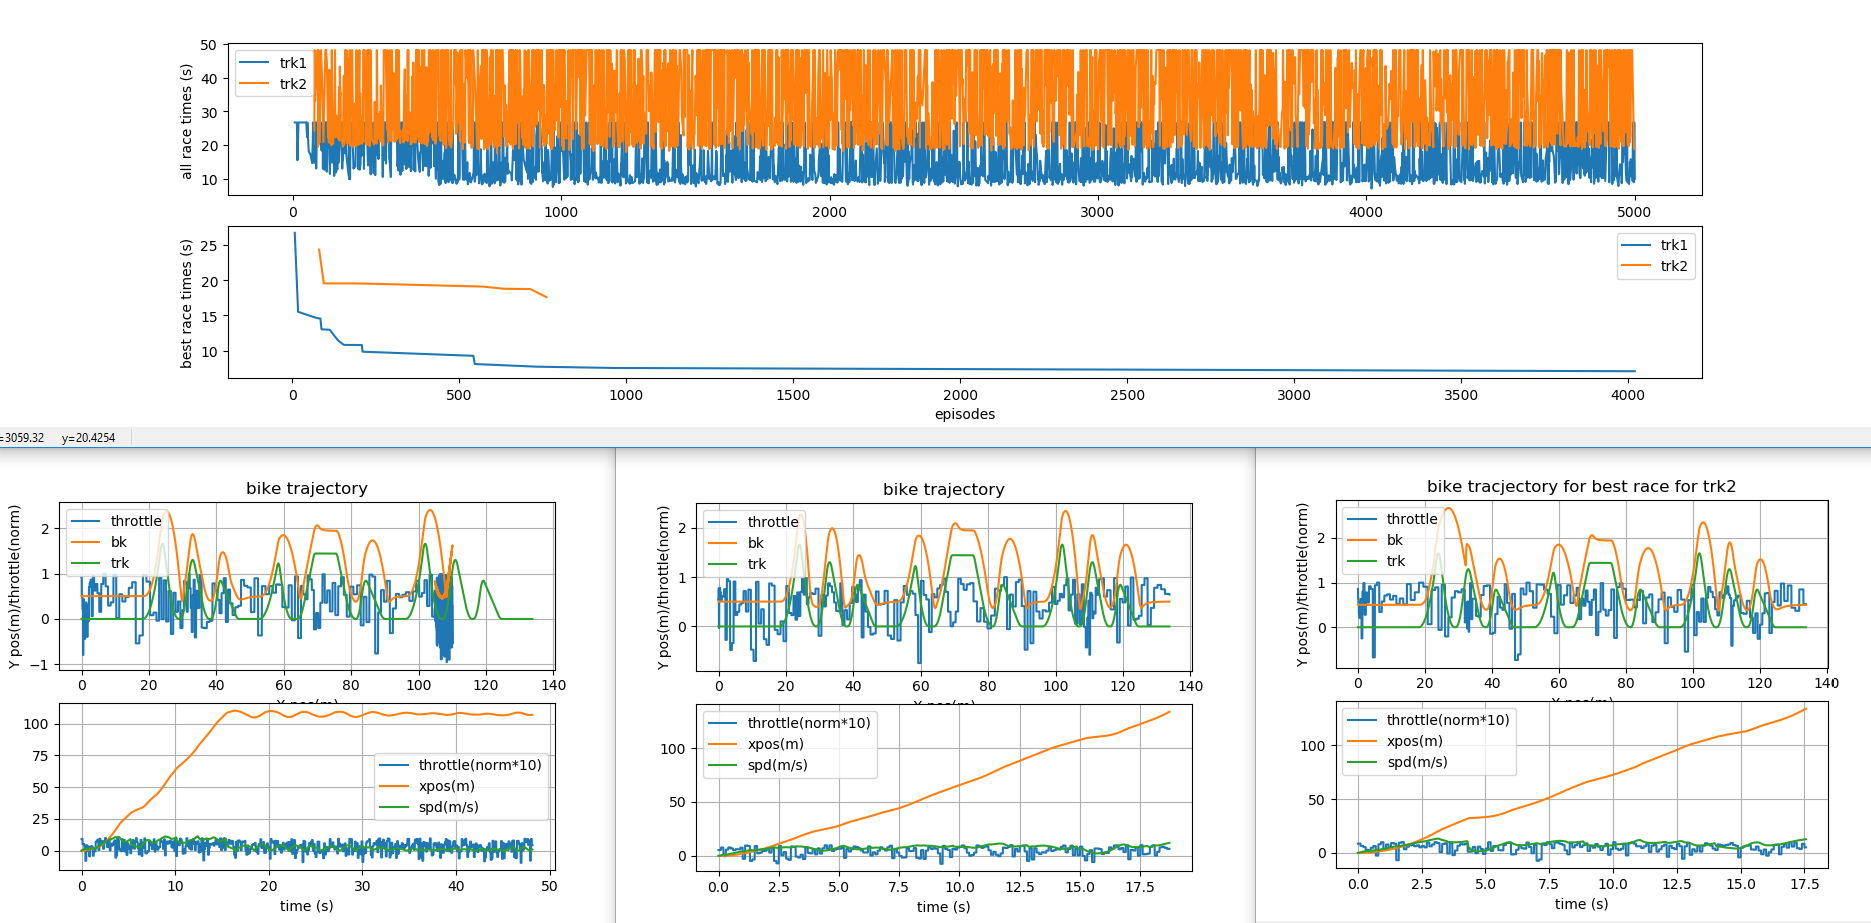 50
40
30
20
10
all race times (s)
trk1
trk2
0 1000 2000 3000 4000 5000
25
20
15
10
best race times (s)
trk1
trk2
0 500 1000 1500 2000 2500 3000 3500 4000
episodes
=3059.32 y=20.4254
bike trajectory
2
1
0
−1
Y pos(m)/throttle(norm)
throttle
bk
trk
0 20 40 60 80 100 120 140
100
75
50
25
0
throttle(norm*10)
xpos(m)
spd(m/s)
0 10 20 30 40 50
time (s)
bike trajectory
2
1
0
Y pos(m)/throttle(norm)
throttle
bk
trk
0 20 40 60 80 100 120 140
100
50
0
throttle(norm*10)
xpos(m)
spd(m/s)
0.0 2.5 5.0 7.5 10.0 12.5 15.0 17.5
time (s)
bike tracjectory for best race for trk2
2
1
0
Y pos(m)/throttle(norm)
throttle
bk
trk
0 20 40 60 80 100 120 140
100
50
0
throttle(norm*10)
xpos(m)
spd(m/s)
0.0 2.5 5.0 7.5 10.0 12.5 15.0 17.5
time (s)